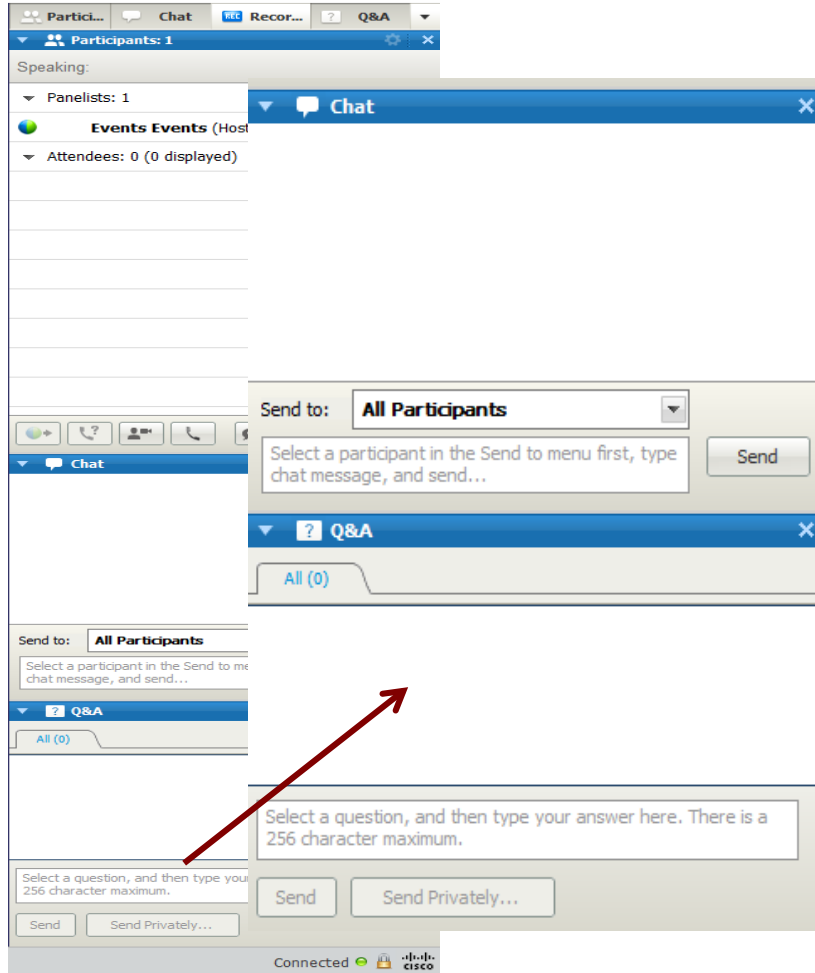 Partici... Chat REC Recor... ? Q&A
Participants: 1
Speaking:
Panelists: 1
Events Events (Host
Attendees: 0 (0 displayed)
Chat
Send to: All Participants
Select a participant in the Send to me
chat message, and send...
? Q&A
All (0)
Select a question, and then type your
256 character maximum.
Send Send Privately...
Connected
CISCO
Chat
Send to: All Participants
Select a participant in the Send to menu first, type
chat message, and send...
Send
? Q&A
All (0)
Select a question, and then type your answer here. There is a
256 character maximum.
Send Send Privately...